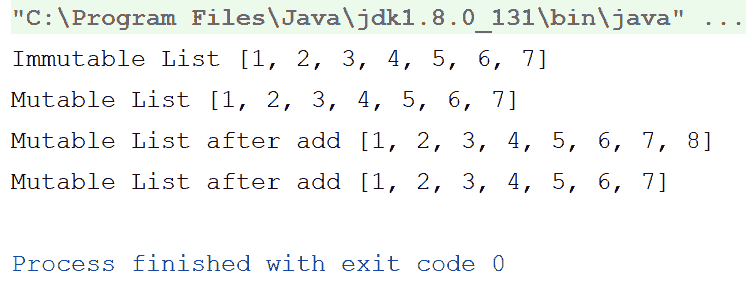 "C:\Program Files\Java\jdk1.8.0_131\bin\java" ...
Immutable List [1, 2, 3, 4, 5, 6, 7]
Mutable List [1, 2, 3, 4, 5, 6, 7]
Mutable List after add [1, 2, 3, 4, 5, 6, 7, 8]
Mutable List after add [1, 2, 3, 4, 5, 6, 7]
Process finished with exit code 0